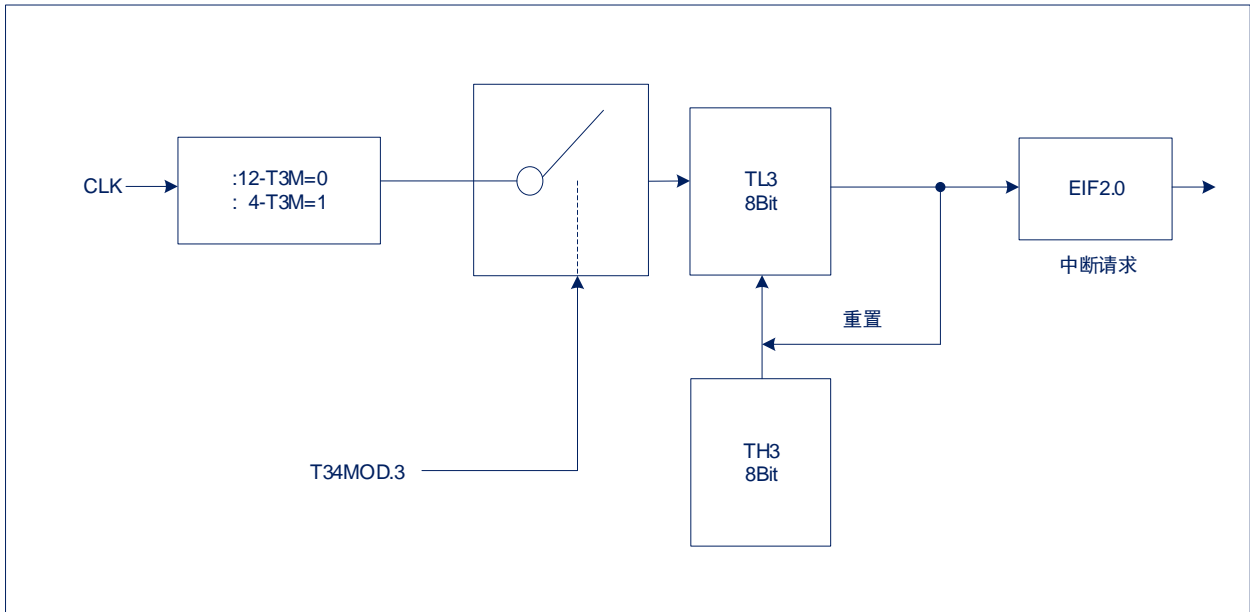 CLK
:12-T3M=0
: 4-T3M=1
TL3
8Bit
EIF2.0
中断请求
重置
TH3
8Bit
T34MOD.3